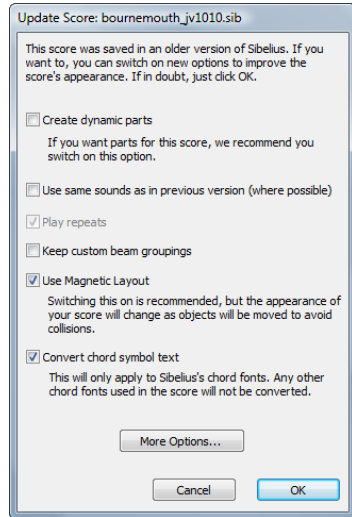 Update Score: bournemouth_jv1010.sib
This score was saved in an older version of Sibelius. If you
want to, you can switch on new options to improve the
score's appearance. If in doubt, just click OK.
Create dynamic parts
If you want parts for this score, we recommend you
switch on this option.
Use same sounds as in previous version (where possible)
Play repeats
Keep custom beam groupings
Use Magnetic Layout
Switching this on is recommended, but the appearance of
your score will change as objects will be moved to avoid
collisions.
Convert chord symbol text
This will only apply to Sibelius's chord fonts. Any other
chord fonts used in the score will not be converted.
More Options...
Cancel
OK